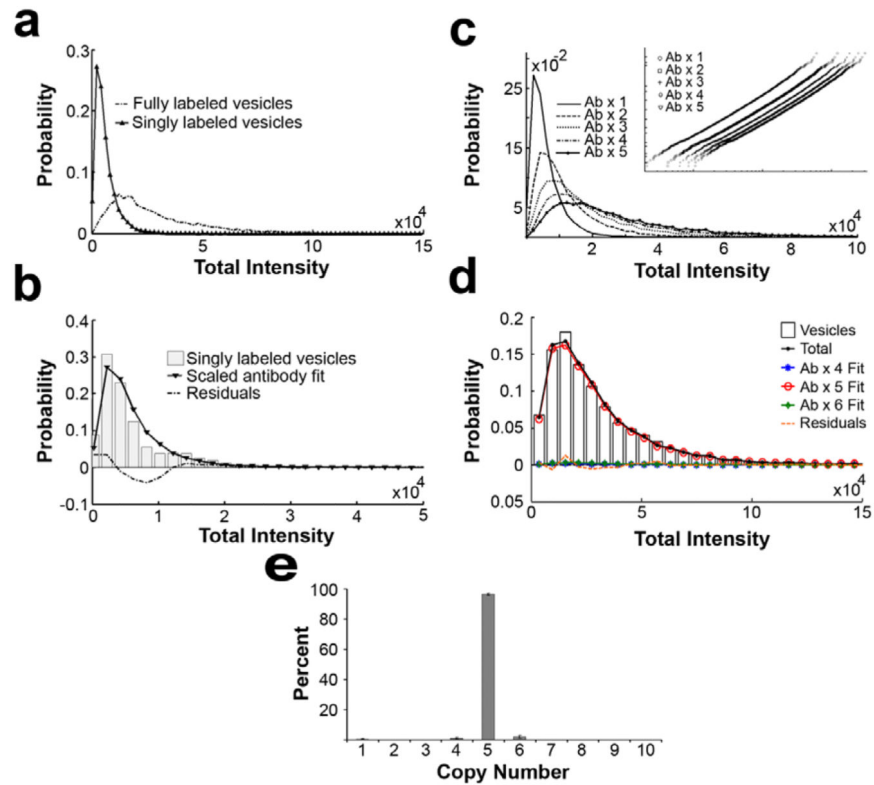 a
Probability
0.3
0.2
0.1
0
Fully labeled vesicles
Singly labeled vesicles
x10^4
0 5 10 15
Total Intensity
b
Probability
0.4
0.3
0.2
0.1
0
-0.1
Singly labeled vesicles
Scaled antibody fit
Residuals
x10^4
0 1 2 3 4 5
Total Intensity
c
Probability
x10^-2
25
15
5
Ab x 1
Ab x 2
Ab x 3
Ab x 4
Ab x 5
Ab x 1
Ab x 2
Ab x 3
Ab x 4
Ab x 5
x10^4
2 4 6 8 10
Total Intensity
d
Probability
0.2
0.15
0.1
0.05
0
0.05
Vesicles
Total
Ab x 4 Fit
Ab x 5 Fit
Ab x 6 Fit
Residuals
x10^4
0 5 10 15
Total Intensity
e
Percent
100
80
60
40
20
1 2 3 4 5 6 7 8 9 10
Copy Number